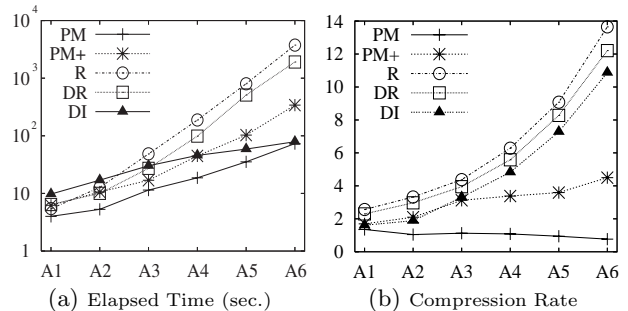 10^4
10^3
10^2
10
1
PM
PM+
R
DR
DI
A1 A2 A3 A4 A5 A6
(a) Elapsed Time (sec.)
14
12
10
8
6
4
2
0
PM
PM+
R
DR
DI
A1 A2 A3 A4 A5 A6
(b) Compression Rate